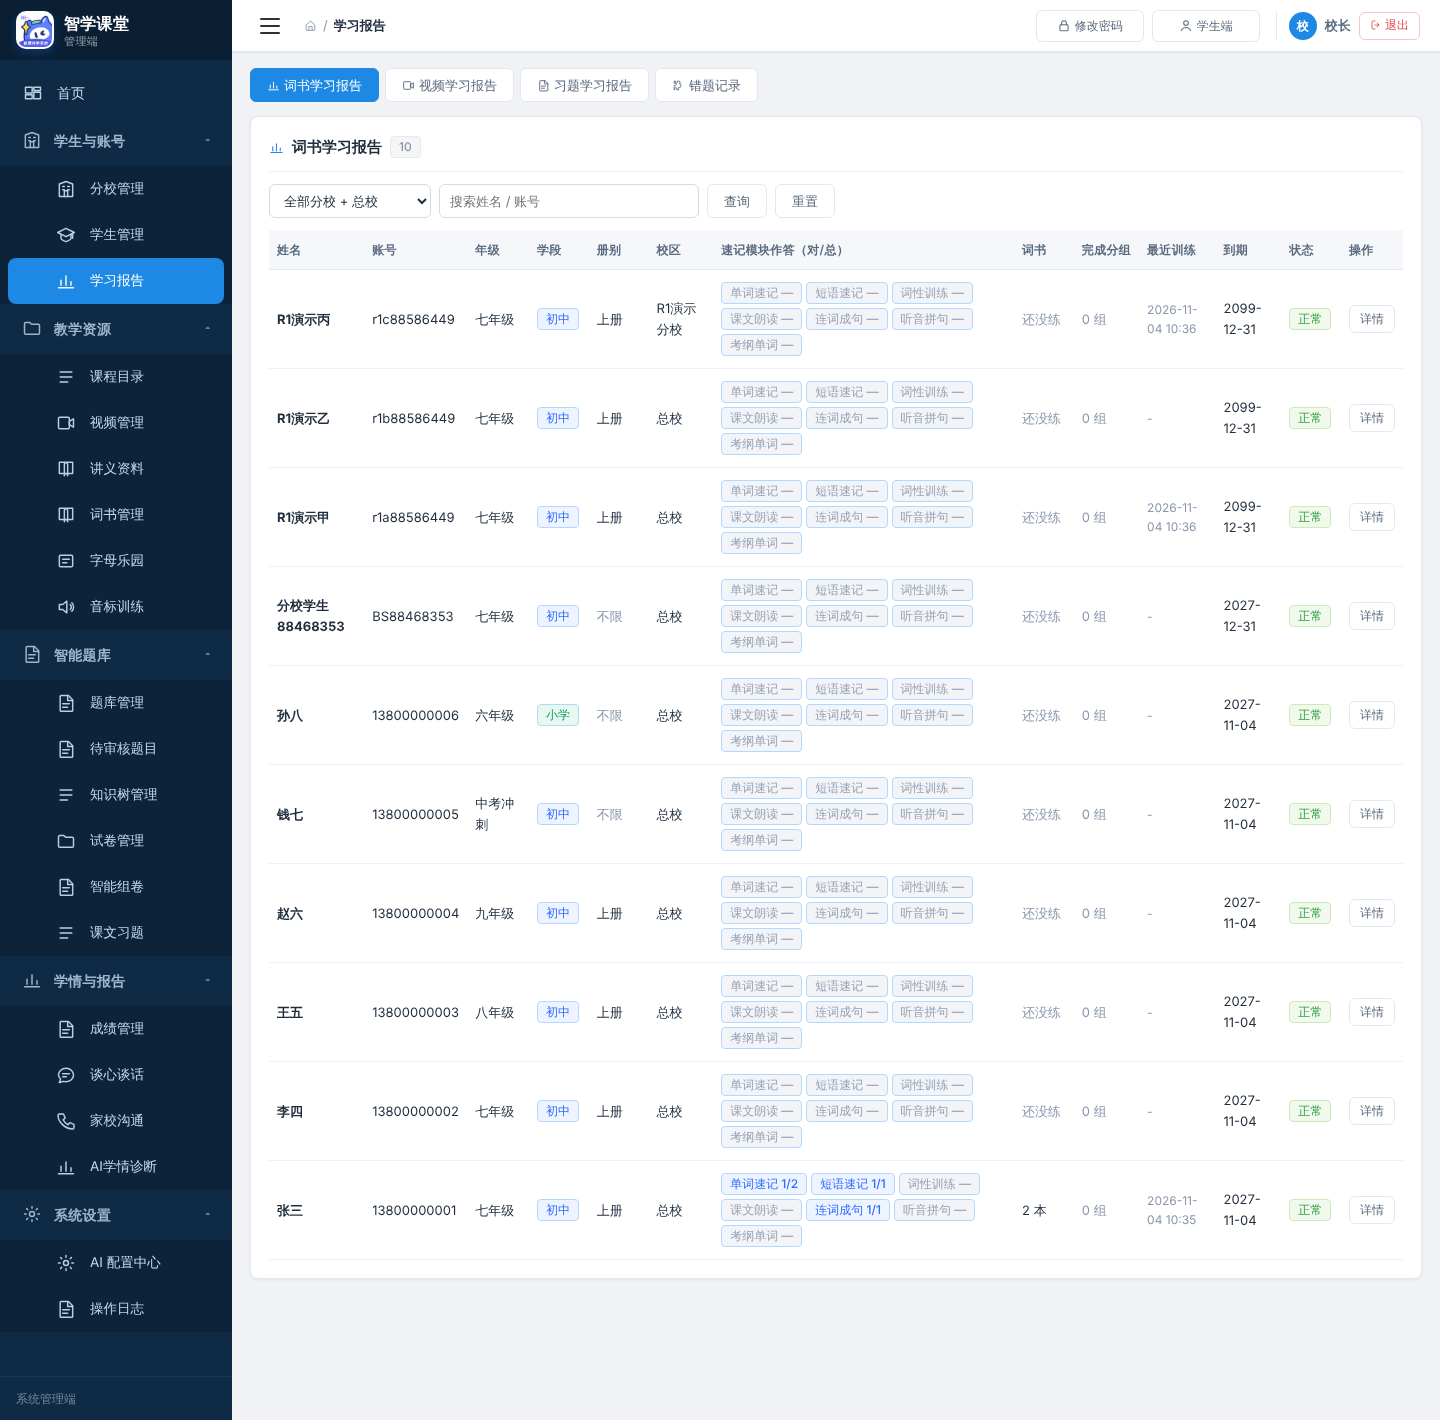 智学课堂
管理端
首页
学生与账号
分校管理
学生管理
学习报告
教学资源
课程目录
视频管理
讲义资料
词书管理
字母乐园
音标训练
智能题库
题库管理
待审核题目
知识树管理
试卷管理
智能组卷
课文习题
学情与报告
成绩管理
谈心谈话
家校沟通
AI学情诊断
系统设置
AI 配置中心
操作日志
系统管理端
/ 学习报告
修改密码
学生端
校 校长
退出
词书学习报告 视频学习报告 习题学习报告 错题记录
词书学习报告 10
全部分校 + 总校 搜索姓名 / 账号 查询 重置
姓名 账号 年级 学段 册别 校区 速记模块作答（对/总） 词书 完成分组 最近训练 到期 状态 操作
R1演示丙 r1c88586449 七年级 初中 上册 R1演示分校 单词速记 — 短语速记 — 词性训练 — 课文朗读 — 连词成句 — 听音拼句 — 考纲单词 — 还没练 0 组 2026-11-04 10:36 2099-12-31 正常 详情
R1演示乙 r1b88586449 七年级 初中 上册 总校 单词速记 — 短语速记 — 词性训练 — 课文朗读 — 连词成句 — 听音拼句 — 考纲单词 — 还没练 0 组 - 2099-12-31 正常 详情
R1演示甲 r1a88586449 七年级 初中 上册 总校 单词速记 — 短语速记 — 词性训练 — 课文朗读 — 连词成句 — 听音拼句 — 考纲单词 — 还没练 0 组 2026-11-04 10:36 2099-12-31 正常 详情
分校学生88468353 BS88468353 七年级 初中 不限 总校 单词速记 — 短语速记 — 词性训练 — 课文朗读 — 连词成句 — 听音拼句 — 考纲单词 — 还没练 0 组 - 2027-12-31 正常 详情
孙八 13800000006 六年级 小学 不限 总校 单词速记 — 短语速记 — 词性训练 — 课文朗读 — 连词成句 — 听音拼句 — 考纲单词 — 还没练 0 组 - 2027-11-04 正常 详情
钱七 13800000005 中考冲刺 初中 不限 总校 单词速记 — 短语速记 — 词性训练 — 课文朗读 — 连词成句 — 听音拼句 — 考纲单词 — 还没练 0 组 - 2027-11-04 正常 详情
赵六 13800000004 九年级 初中 上册 总校 单词速记 — 短语速记 — 词性训练 — 课文朗读 — 连词成句 — 听音拼句 — 考纲单词 — 还没练 0 组 - 2027-11-04 正常 详情
王五 13800000003 八年级 初中 上册 总校 单词速记 — 短语速记 — 词性训练 — 课文朗读 — 连词成句 — 听音拼句 — 考纲单词 — 还没练 0 组 - 2027-11-04 正常 详情
李四 13800000002 七年级 初中 上册 总校 单词速记 — 短语速记 — 词性训练 — 课文朗读 — 连词成句 — 听音拼句 — 考纲单词 — 还没练 0 组 - 2027-11-04 正常 详情
张三 13800000001 七年级 初中 上册 总校 单词速记 1/2 短语速记 1/1 词性训练 — 课文朗读 — 连词成句 1/1 听音拼句 — 考纲单词 — 2 本 0 组 2026-11-04 10:35 2027-11-04 正常 详情